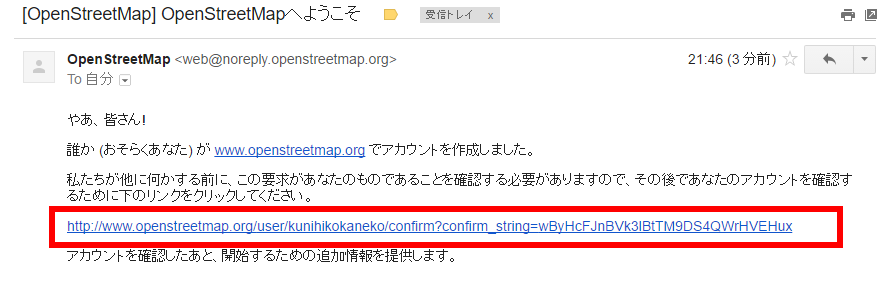 [OpenStreetMap] OpenStreetMapへようこそ 受信トレイ x
OpenStreetMap <web@noreply.openstreetmap.org> 21:46 (3 分前)
To 自分
やあ、皆さん!
誰か (おそらくあなた) が www.openstreetmap.org でアカウントを作成しました。
私たちが他に何かする前に、この要求があなたのものであることを確認する必要がありますので、その後であなたのアカウントを確認す
るために下のリンクをクリックしてください。
http://www.openstreetmap.org/user/kunihikokaneko/confirm?confirm_string=wByHcFJnBVk3lBtTM9DS4QWrHVEHux
アカウントを確認したあと、開始するための追加情報を提供します。